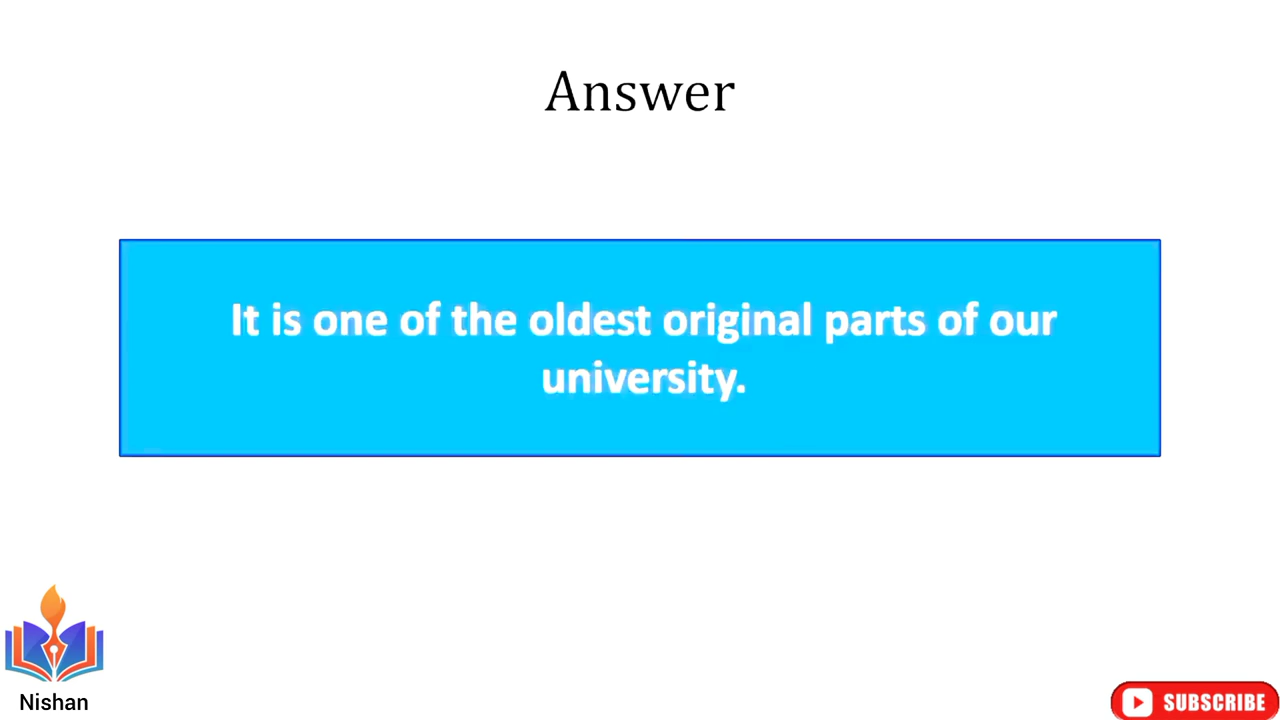 Answer
It is one of the oldest original parts of our
university.
Nishan
SUBSCRIBE